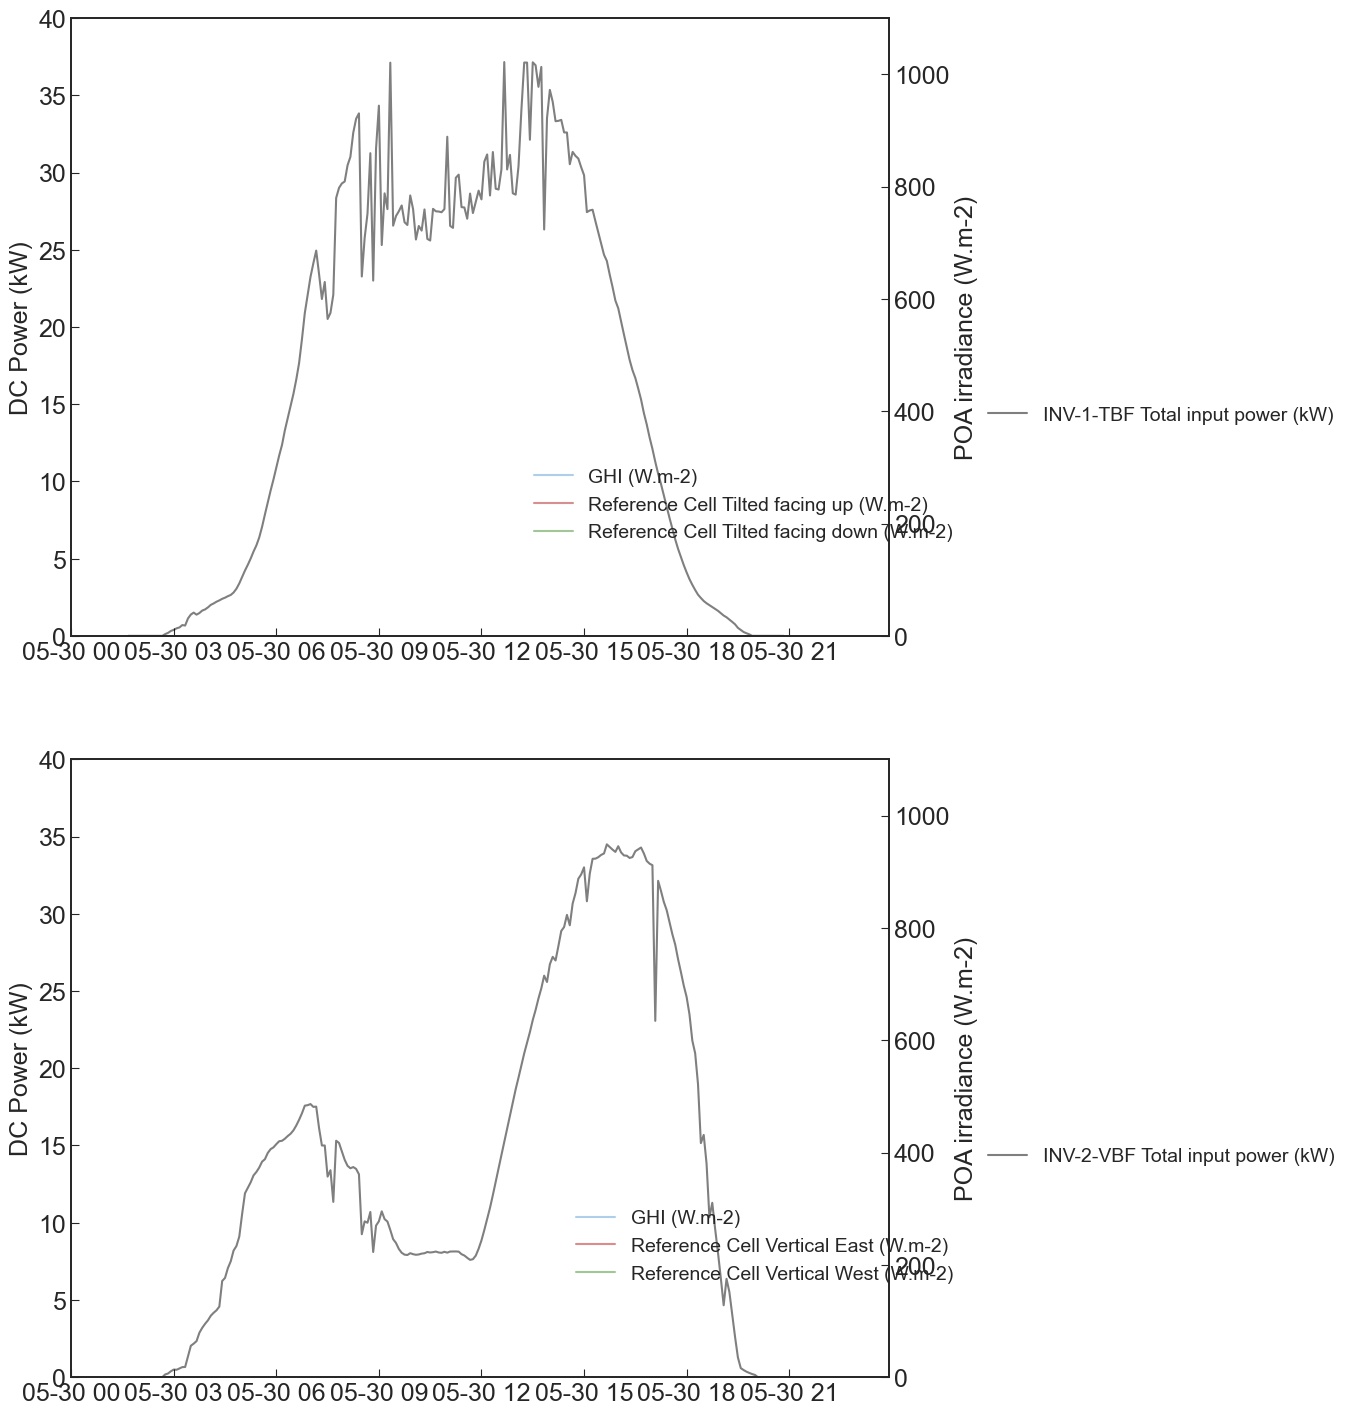 40
35
30
25
20
15
10
5
0
DC Power (kW)
1000
800
600
400
200
0
POA irradiance (W.m-2)
INV-1-TBF Total input power (kW)
GHI (W.m-2)
Reference Cell Tilted facing up (W.m-2)
Reference Cell Tilted facing down (W.m-2)
05-30 00 05-30 03 05-30 06 05-30 09 05-30 12 05-30 15 05-30 18 05-30 21
40
35
30
25
20
15
10
5
0
DC Power (kW)
1000
800
600
400
200
0
POA irradiance (W.m-2)
INV-2-VBF Total input power (kW)
GHI (W.m-2)
Reference Cell Vertical East (W.m-2)
Reference Cell Vertical West (W.m-2)
05-30 00 05-30 03 05-30 06 05-30 09 05-30 12 05-30 15 05-30 18 05-30 21